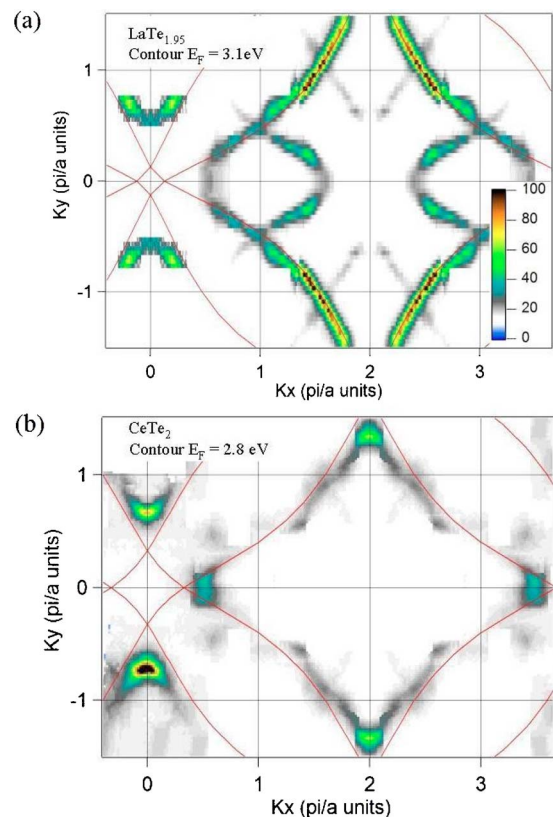 (a)
LaTe1.95
Contour EF = 3.1eV
Ky (pi/a units)
1
0
-1
100
80
60
40
20
0
0 1 2 3
Kx (pi/a units)
(b)
CeTe2
Contour EF = 2.8 eV
Ky (pi/a units)
1
0
-1
0 1 2 3
Kx (pi/a units)